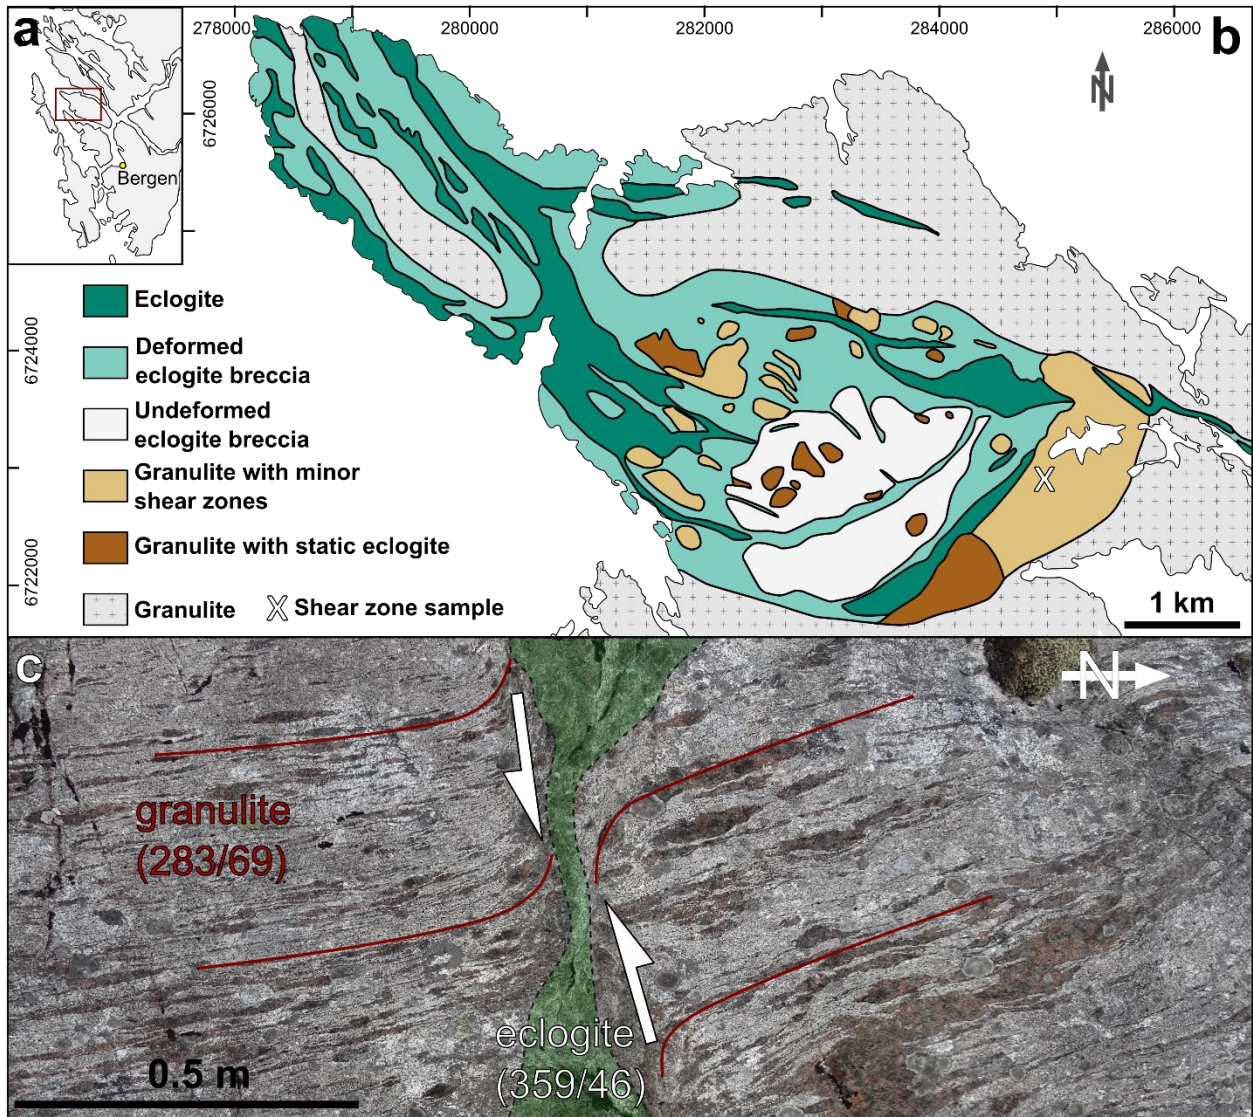 a
Bergen
278000
280000
282000
284000
286000
b
N
6726000
6724000
6722000
Eclogite
Deformed
eclogite breccia
Undeformed
eclogite breccia
Granulite with minor
shear zones
Granulite with static eclogite
Granulite
X Shear zone sample
X
1 km
c
N
granulite
(283/69)
eclogite
(359/46)
0.5 m